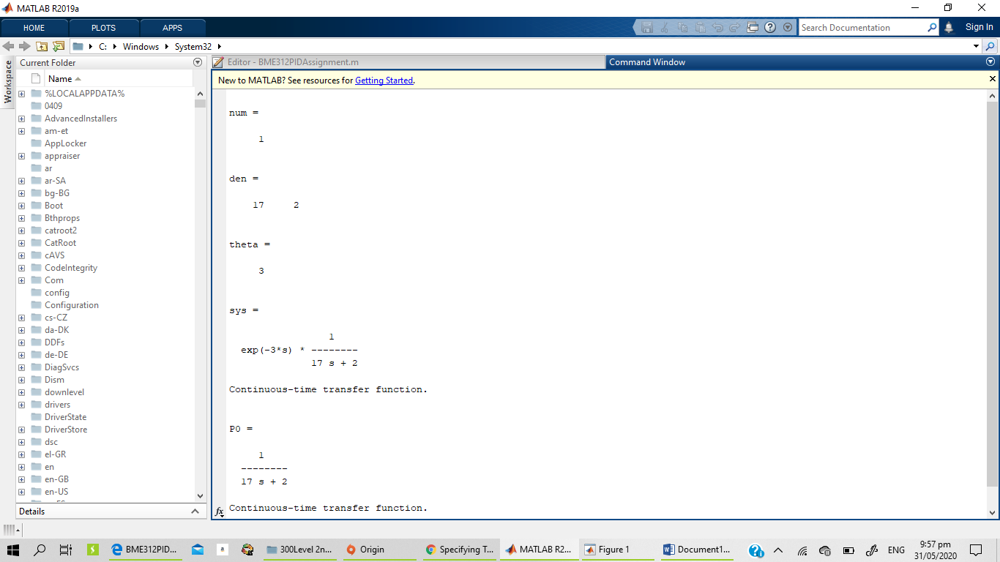 MATLAB R2019a
HOME PLOTS APPS Search Documentation Sign In
C: Windows System32
Workspace
Current Folder
Name
%LOCALAPPDATA%
0409
AdvancedInstallers
am-et
AppLocker
appraiser
ar
ar-SA
bg-BG
Boot
Bthprops
catroot2
CatRoot
cAVS
CodeIntegrity
Com
config
Configuration
cs-CZ
da-DK
DDFs
de-DE
DiagSvcs
Dism
downlevel
drivers
DriverState
DriverStore
dsc
el-GR
en
en-GB
en-US
Details
Editor - BME312PIDAssignment.m
Command Window
New to MATLAB? See resources for Getting Started.
num =
1
den =
17 2
theta =
3
sys =
1
exp(-3*s) * --------
17 s + 2
Continuous-time transfer function.
P0 =
1
--------
17 s + 2
fx Continuous-time transfer function.
BME312PID... a 300Level 2n... Origin Specifying T... MATLAB R2... Figure 1 Document1... ENG 9:57 pm
31/05/2020